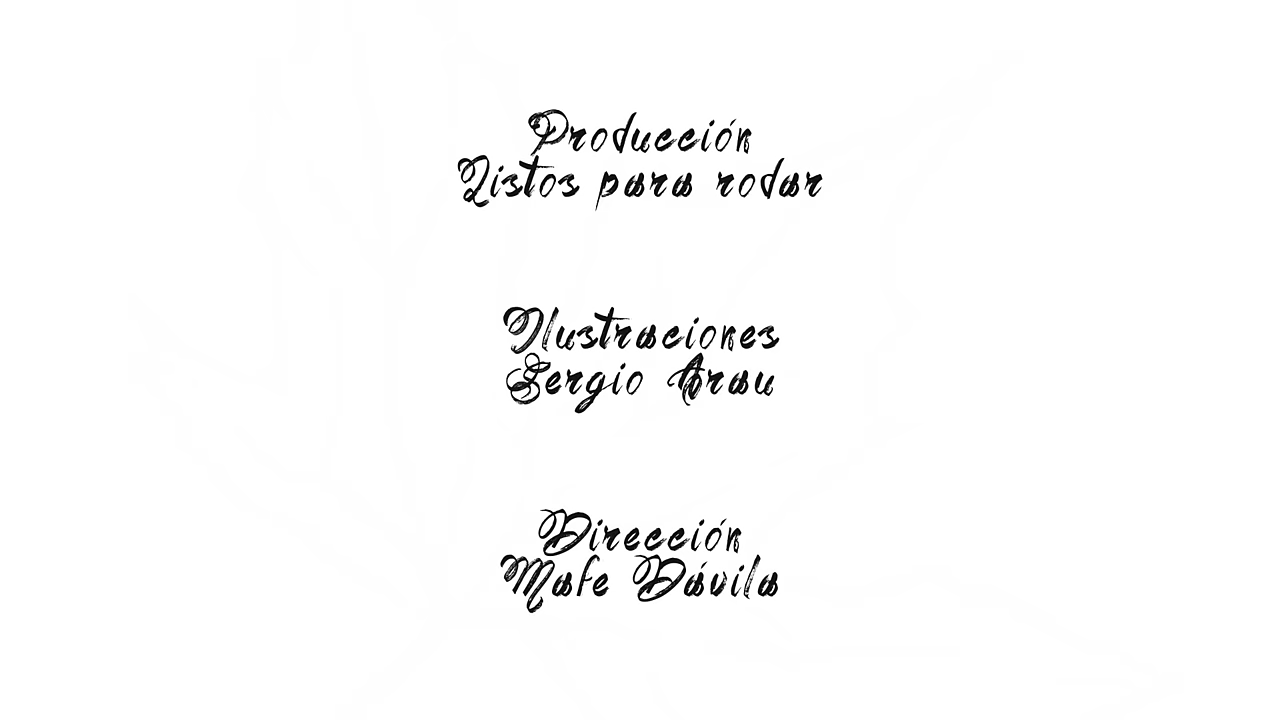 Producción
Listos para rodar
Ilustraciones
Sergio Arau
Dirección
Mafe Dávila